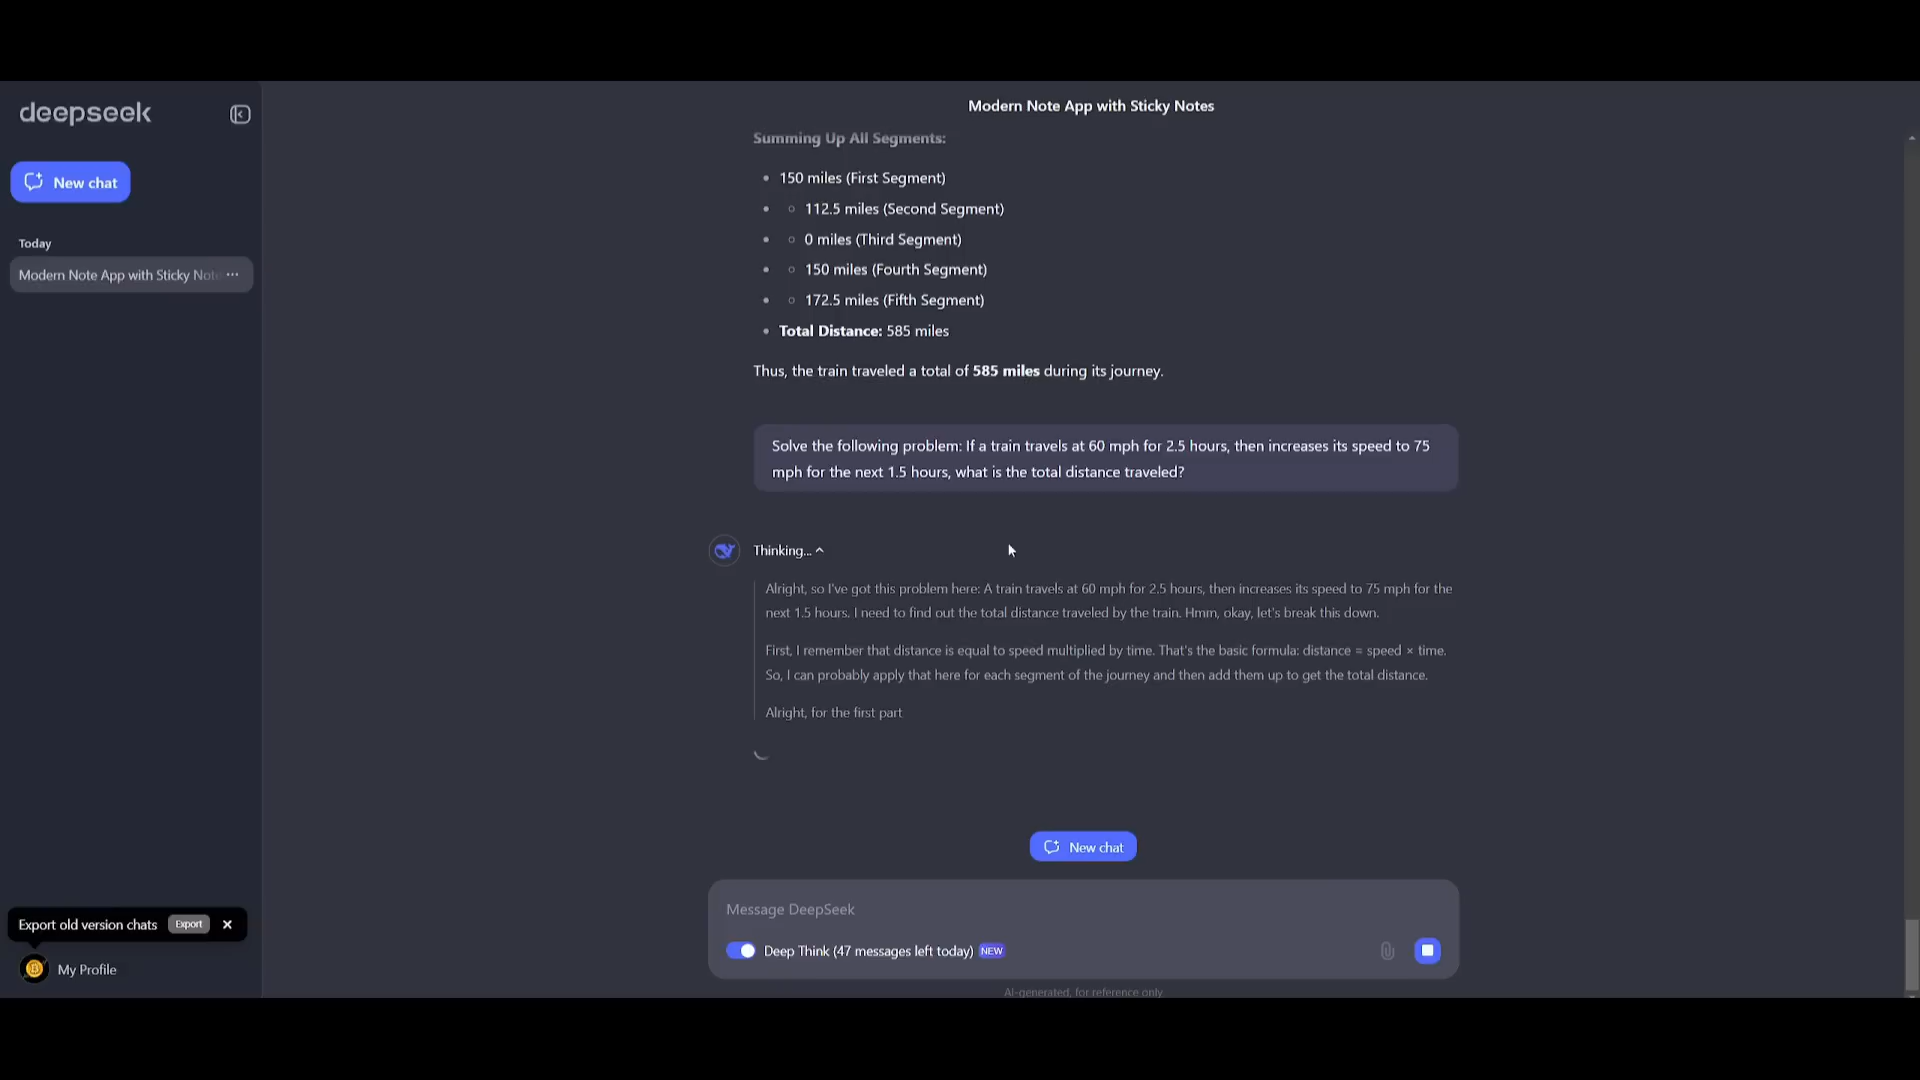 deepseek
New chat
Today
Modern Note App with Sticky Not
Export old version chats
Export
My Profile
Modern Note App with Sticky Notes
Summing Up All Segments:
150 miles (First Segment)
112.5 miles (Second Segment)
0 miles (Third Segment)
150 miles (Fourth Segment)
172.5 miles (Fifth Segment)
Total Distance: 585 miles
Thus, the train traveled a total of 585 miles during its journey.
Solve the following problem: If a train travels at 60 mph for 2.5 hours, then increases its speed to 75
mph for the next 1.5 hours, what is the total distance traveled?
Thinking...
Alright, so I've got this problem here: A train travels at 60 mph for 2.5 hours, then increases its speed to 75 mph for the
next 1.5 hours. I need to find out the total distance traveled by the train. Hmm, okay, let's break this down.
First, I remember that distance is equal to speed multiplied by time. That's the basic formula: distance = speed × time.
So, I can probably apply that here for each segment of the journey and then add them up to get the total distance.
Alright, for the first part
New chat
Message DeepSeek
Deep Think (47 messages left today) NEW
AI-generated, for reference only